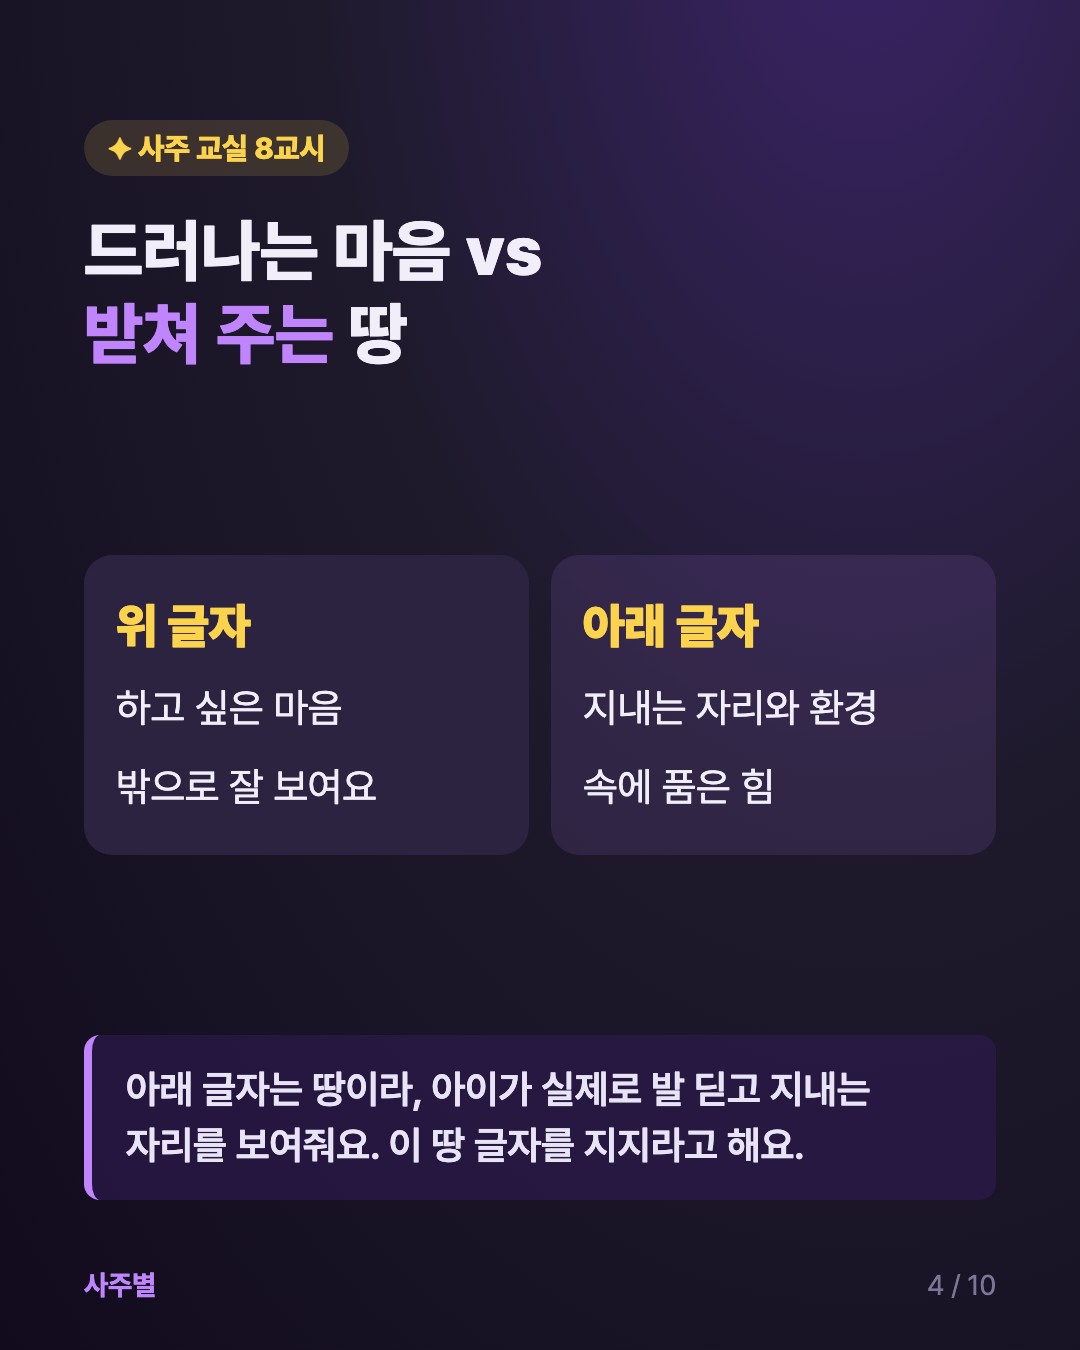 ✦ 사주 교실 8교시
드러나는 마음 vs
받쳐 주는 땅
위 글자
하고 싶은 마음
밖으로 잘 보여요
아래 글자
지내는 자리와 환경
속에 품은 힘
아래 글자는 땅이라, 아이가 실제로 발 딛고 지내는
자리를 보여줘요. 이 땅 글자를 지지라고 해요.
사주별
4 / 10